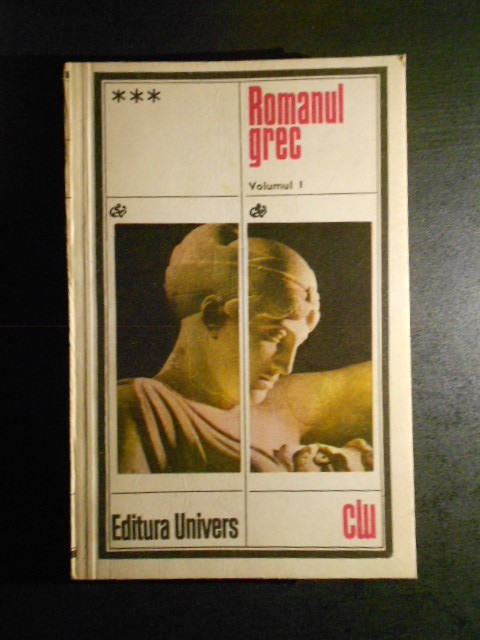 ***
Romanul
grec
Volumul I
Editura Univers
clu